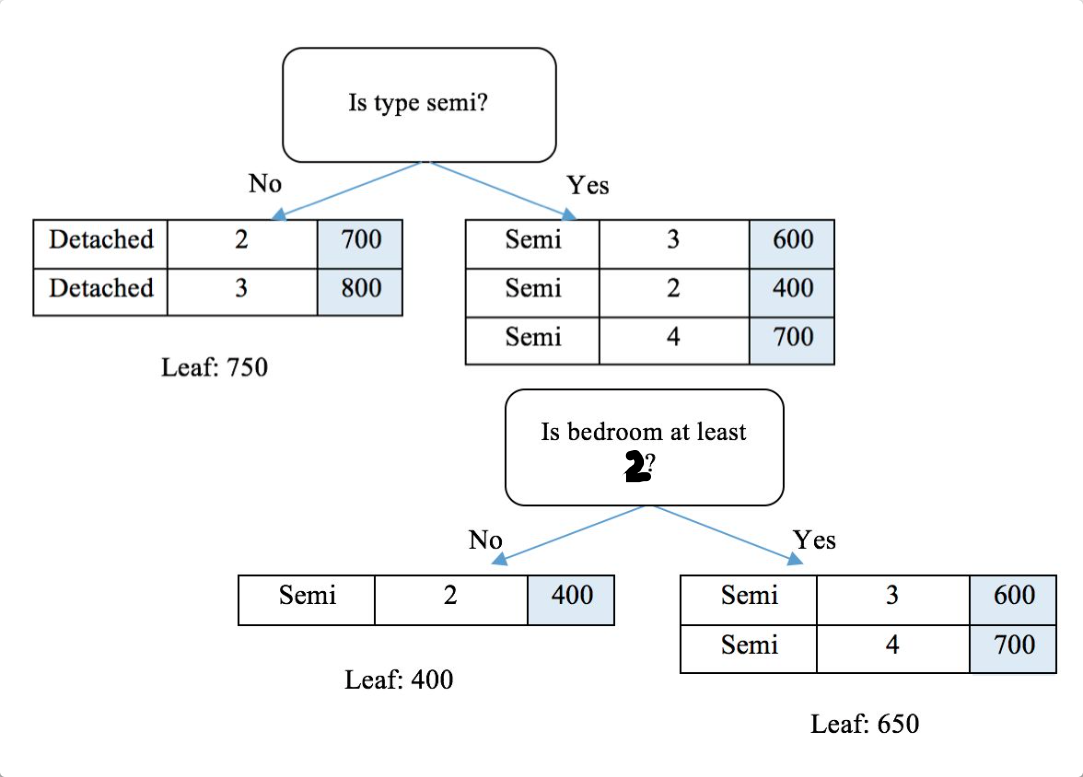 Is type semi?
No
Yes
Detached 2 700
Detached 3 800
Leaf: 750
Semi 3 600
Semi 2 400
Semi 4 700
Is bedroom at least
2?
No
Yes
Semi 2 400
Leaf: 400
Semi 3 600
Semi 4 700
Leaf: 650